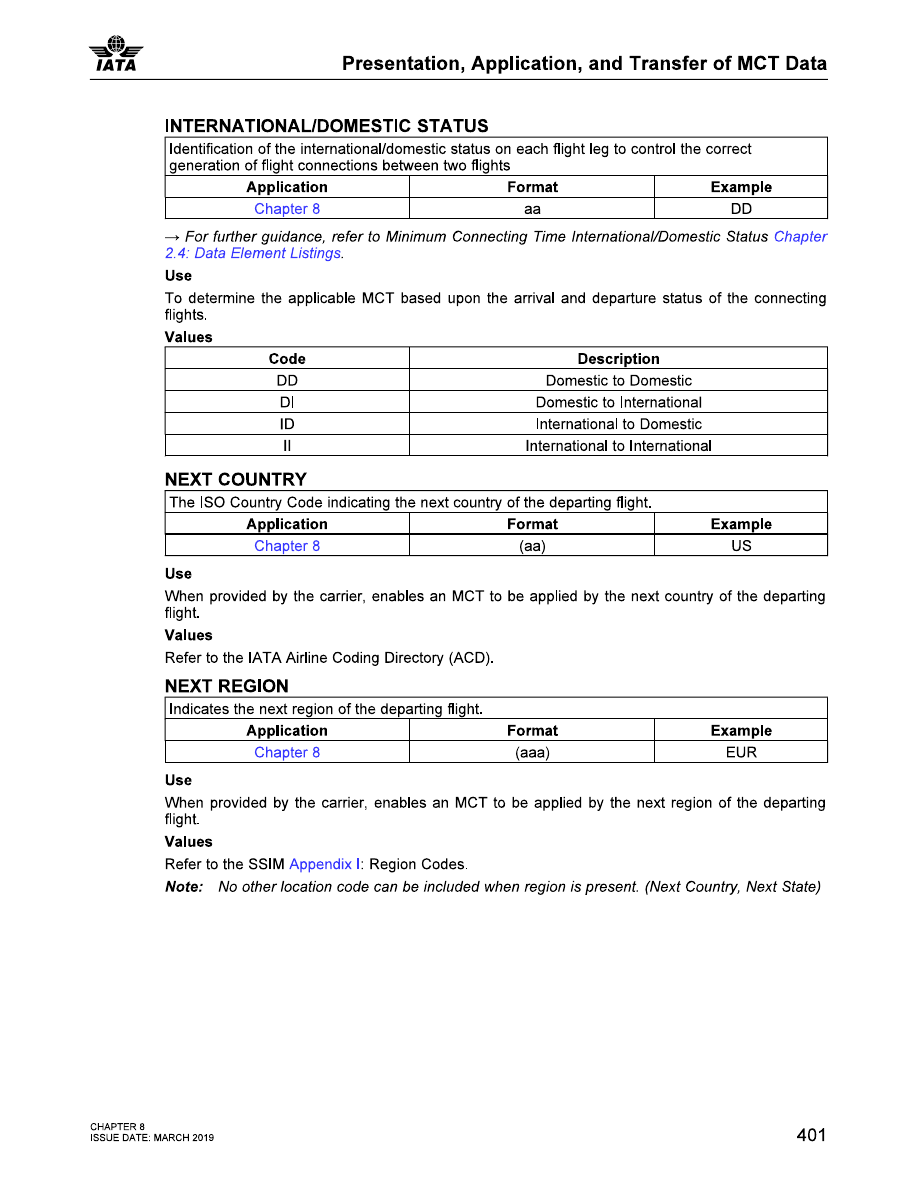 IATA
Presentation, Application, and Transfer of MCT Data
INTERNATIONAL/DOMESTIC STATUS
Identification of the international/domestic status on each flight leg to control the correct
generation of flight connections between two flights
Application Format Example
Chapter 8 aa DD
→ For further guidance, refer to Minimum Connecting Time International/Domestic Status Chapter
2.4: Data Element Listings.
Use
To determine the applicable MCT based upon the arrival and departure status of the connecting
flights.
Values
Code Description
DD Domestic to Domestic
DI Domestic to International
ID International to Domestic
II International to International
NEXT COUNTRY
The ISO Country Code indicating the next country of the departing flight.
Application Format Example
Chapter 8 (aa) US
Use
When provided by the carrier, enables an MCT to be applied by the next country of the departing
flight.
Values
Refer to the IATA Airline Coding Directory (ACD).
NEXT REGION
Indicates the next region of the departing flight.
Application Format Example
Chapter 8 (aaa) EUR
Use
When provided by the carrier, enables an MCT to be applied by the next region of the departing
flight.
Values
Refer to the SSIM Appendix I: Region Codes.
Note: No other location code can be included when region is present. (Next Country, Next State)
CHAPTER 8
ISSUE DATE: MARCH 2019
401